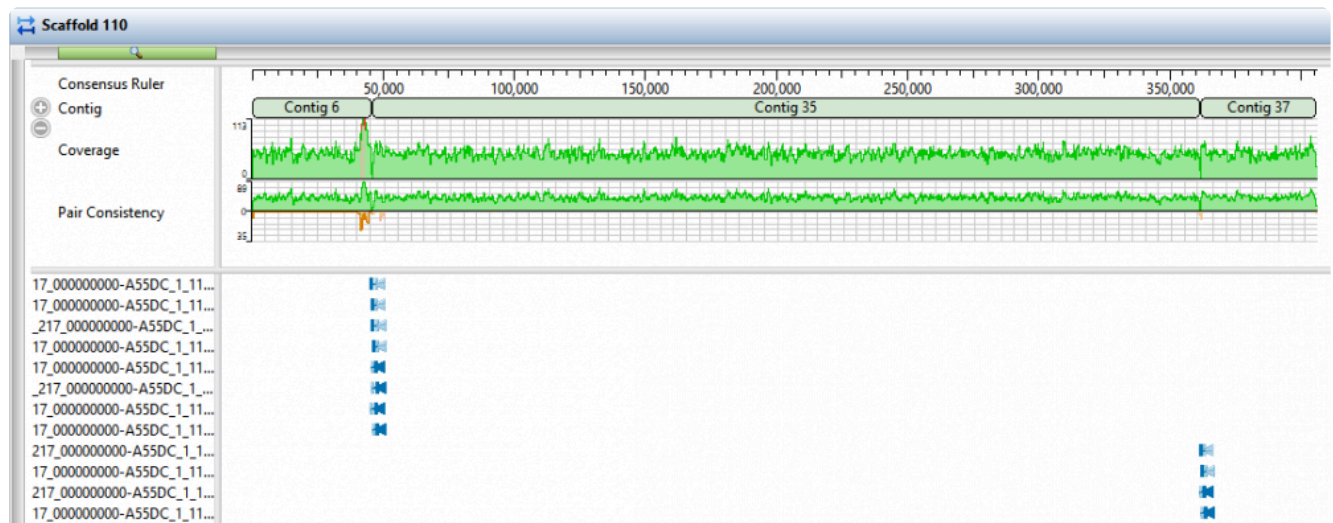 Scaffold 110
Consensus Ruler
50,000 100,000 150,000 200,000 250,000 300,000 350,000
Contig
Contig 6 Contig 35 Contig 37
113
Coverage
0
89
Pair Consistency
0
35
17_000000000-A55DC_1_11...
17_000000000-A55DC_1_11...
_217_000000000-A55DC_1_...
17_000000000-A55DC_1_11...
17_000000000-A55DC_1_11...
_217_000000000-A55DC_1_...
17_000000000-A55DC_1_11...
17_000000000-A55DC_1_11...
217_000000000-A55DC_1_1...
17_000000000-A55DC_1_11...
217_000000000-A55DC_1_1...
17_000000000-A55DC_1_11...